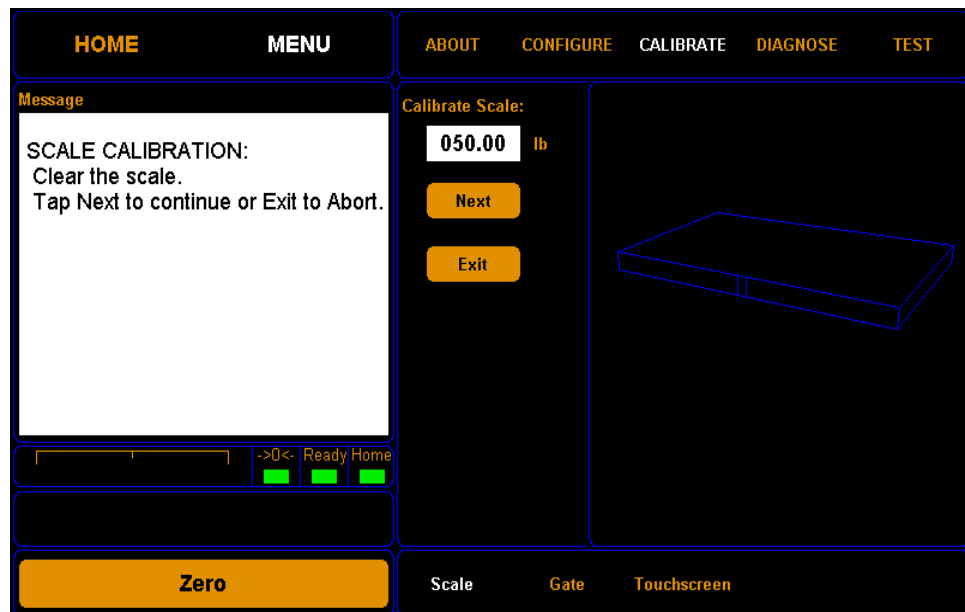 HOME MENU ABOUT CONFIGURE CALIBRATE DIAGNOSE TEST
Message
SCALE CALIBRATION:
Clear the scale.
Tap Next to continue or Exit to Abort.
Calibrate Scale:
050.00 lb
Next
Exit
->0<- Ready Home
Zero
Scale Gate Touchscreen